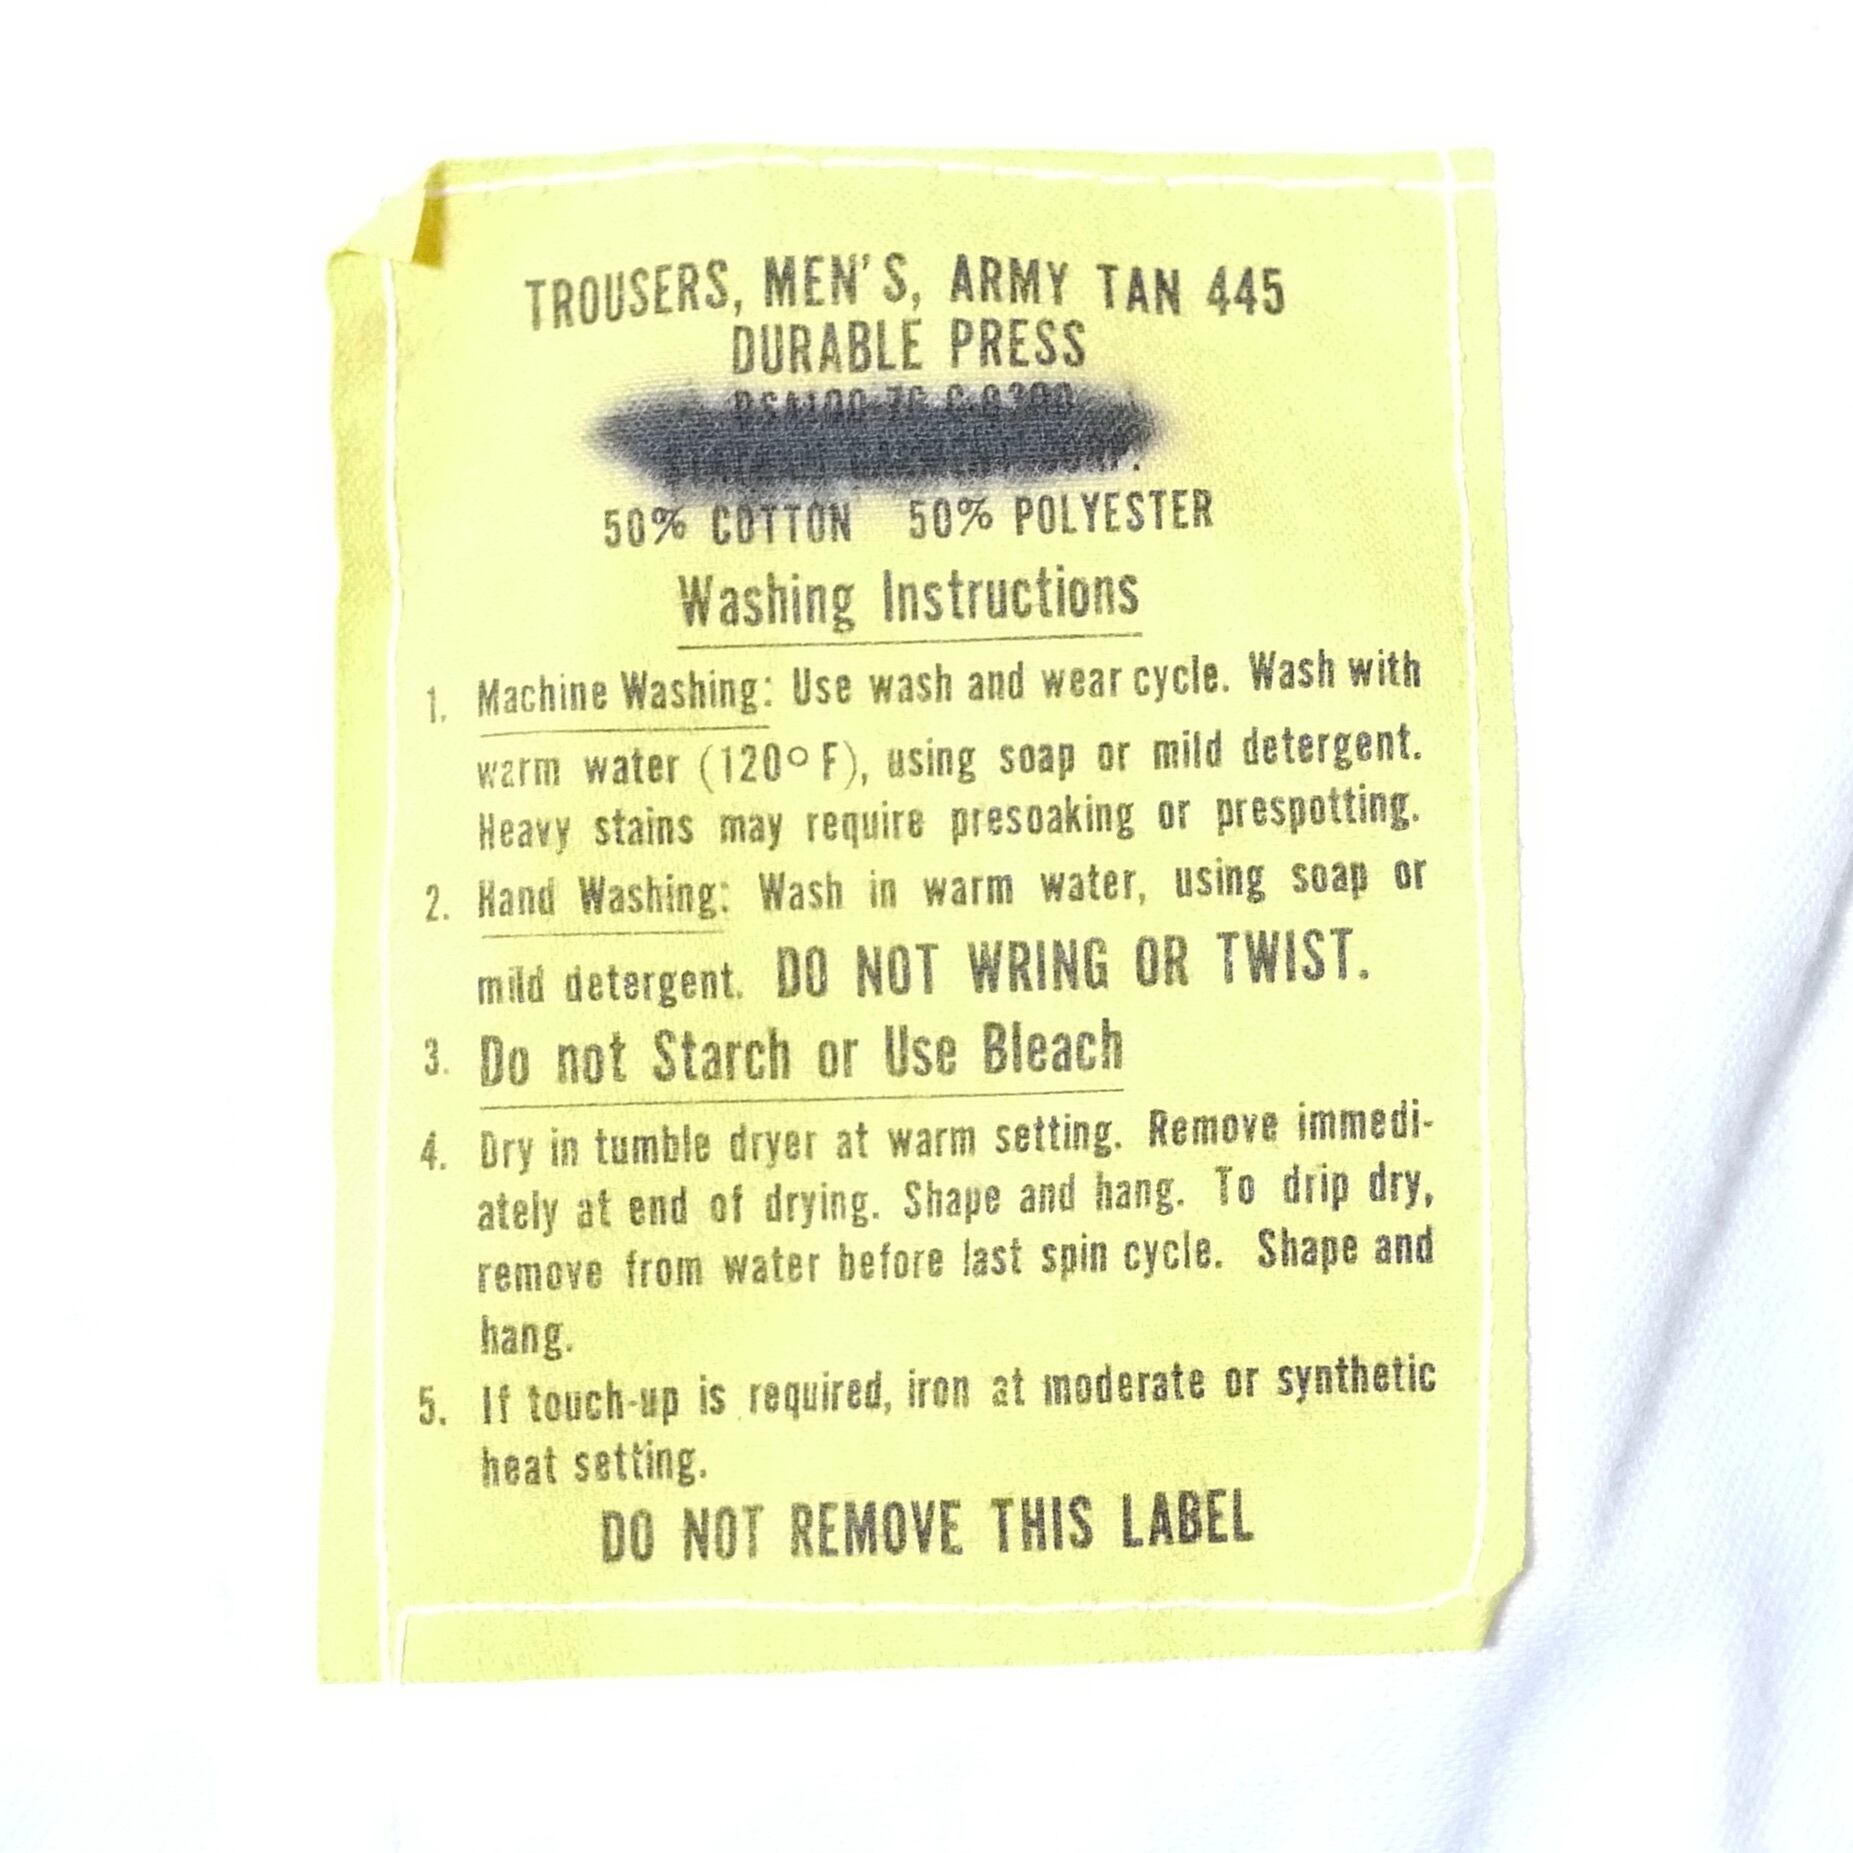 TROUSERS, MEN'S, ARMY TAN 445
DURABLE PRESS
50% COTTON 50% POLYESTER
Washing Instructions
1. Machine Washing: Use wash and wear cycle. Wash with
warm water (120° F), using soap or mild detergent.
Heavy stains may require presoaking or prespotting.
2. Hand Washing: Wash in warm water, using soap or
mild detergent. DO NOT WRING OR TWIST.
3. Do not Starch or Use Bleach
4. Dry in tumble dryer at warm setting. Remove immedi-
ately at end of drying. Shape and hang. To drip dry,
remove from water before last spin cycle. Shape and
hang.
5. If touch-up is required, iron at moderate or synthetic
heat setting.
DO NOT REMOVE THIS LABEL